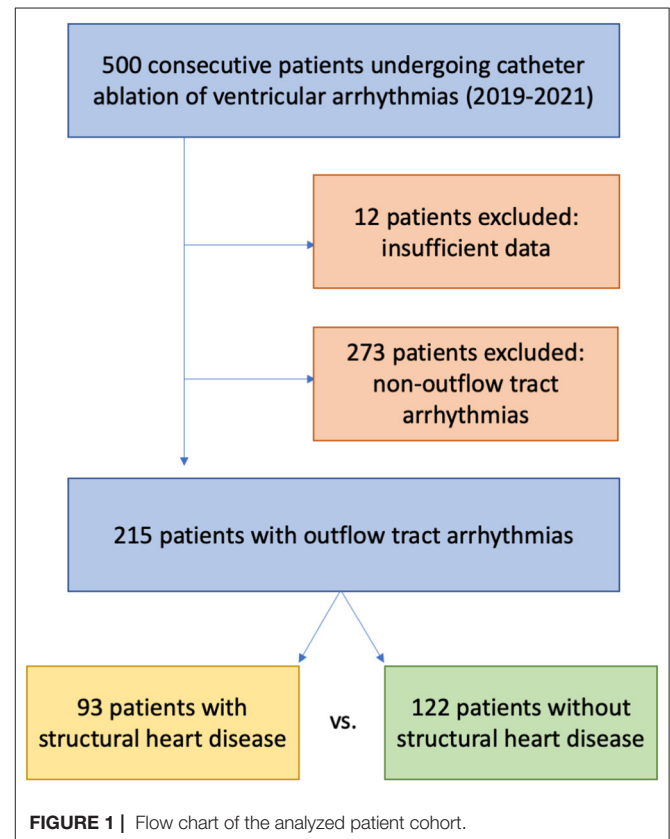 500 consecutive patients undergoing catheter
ablation of ventricular arrhythmias (2019-2021)
12 patients excluded:
insufficient data
273 patients excluded:
non-outflow tract
arrhythmias
215 patients with outflow tract arrhythmias
93 patients with
structural heart disease
vs.
122 patients without
structural heart disease
FIGURE 1 | Flow chart of the analyzed patient cohort.